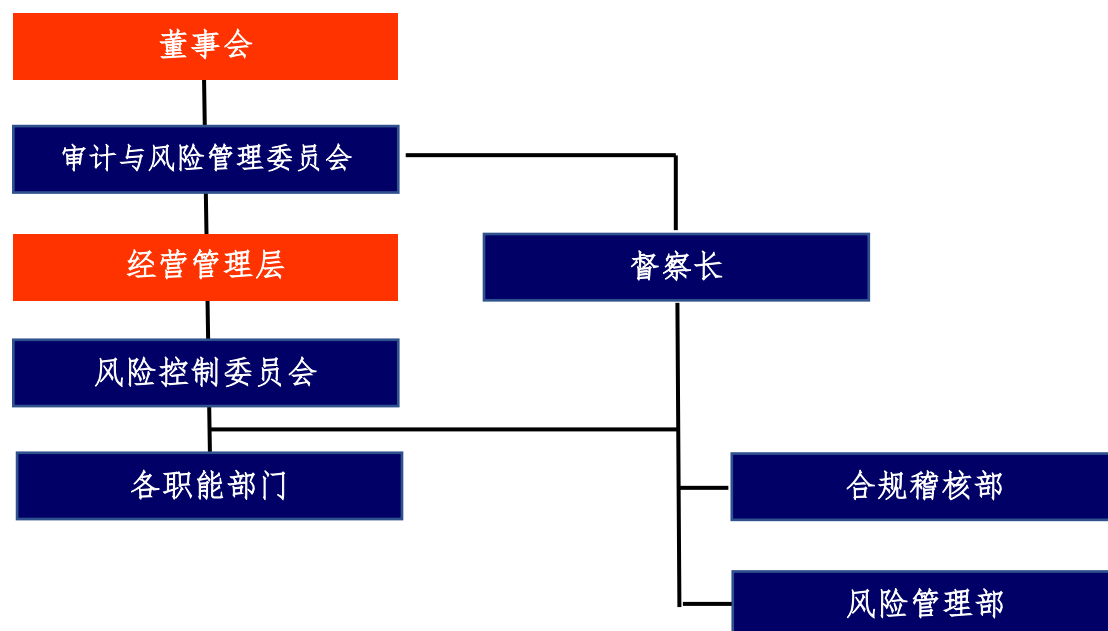 董事会
审计与风险管理委员会
经营管理层
督察长
风险控制委员会
各职能部门
合规稽核部
风险管理部